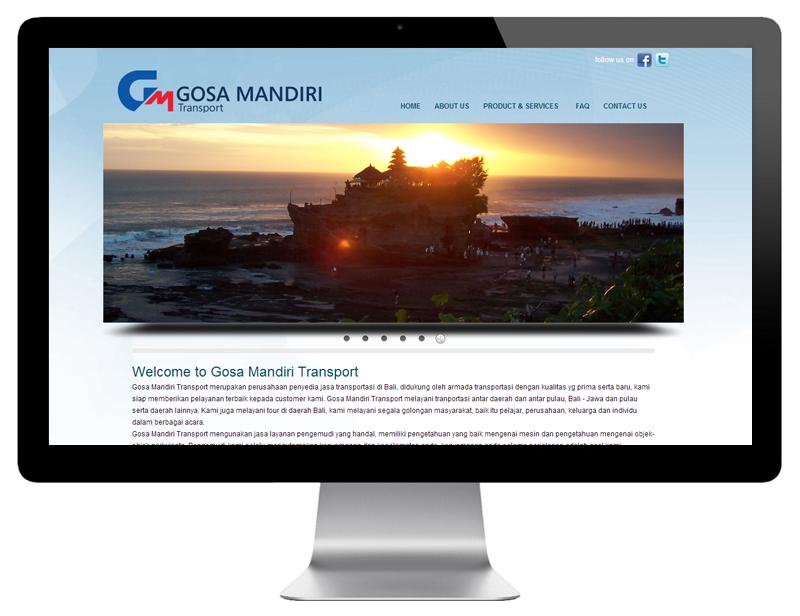 follow us on
GM GOSA MANDIRI
Transport
HOME ABOUT US PRODUCT & SERVICES FAQ CONTACT US
Welcome to Gosa Mandiri Transport
Gosa Mandiri Transport merupakan perusahaan penyedia jasa transportasi di Bali, didukung oleh armada transportasi dengan kualitas yg prima serta baru, kami
siap memberikan pelayanan terbaik kepada customer kami. Gosa Mandiri Transport melayani tranportasi antar daerah dan antar pulau, Bali - Jawa dan pulau
serta daerah lainnya. Kami juga melayani tour di daerah Bali, kami melayani segala golongan masyarakat, baik itu pelajar, perusahaan, keluarga dan individu
dalam berbagai acara.
Gosa Mandiri Transport mengunakan jasa layanan pengemudi yang handal, memiliki pengetahuan yang baik mengenai mesin dan pengetahuan mengenai objek-